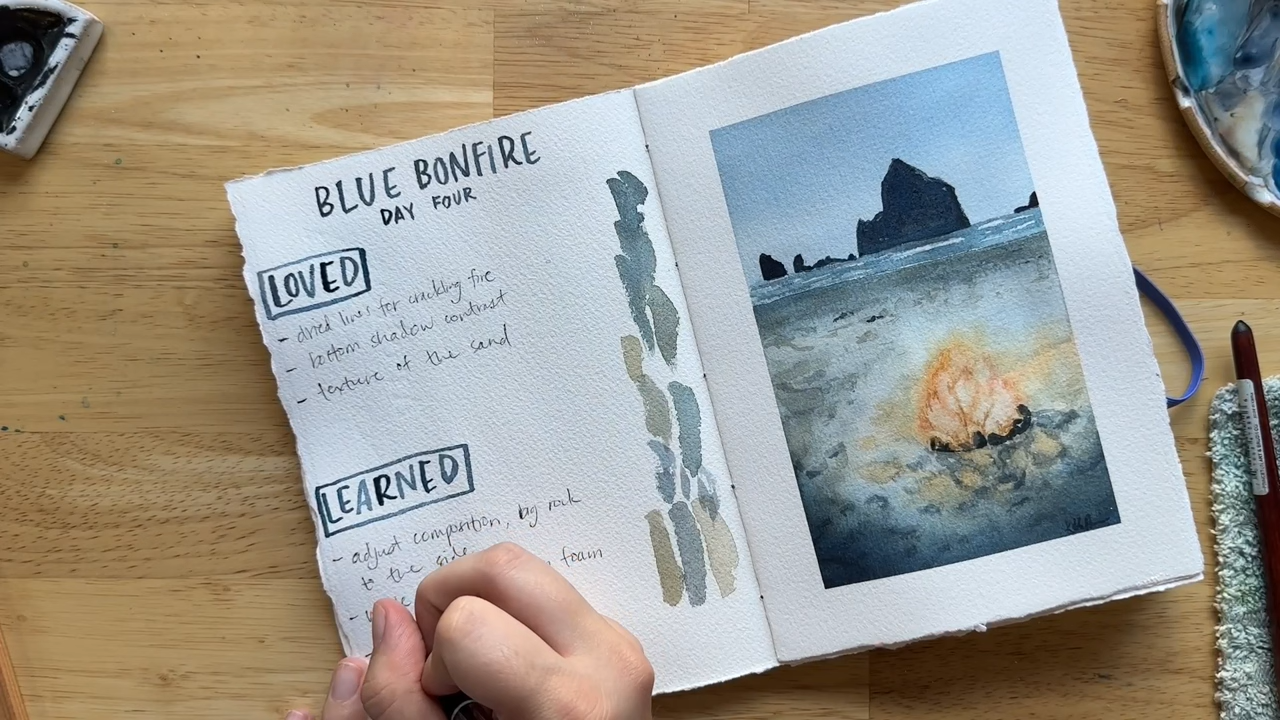 BLUE BONFIRE
DAY FOUR
LOVED
- dried lines for crackling fire
- bottom shadow contrast
- texture of the sand
LEARNED
- adjust composition, big rock
to the side
- foam